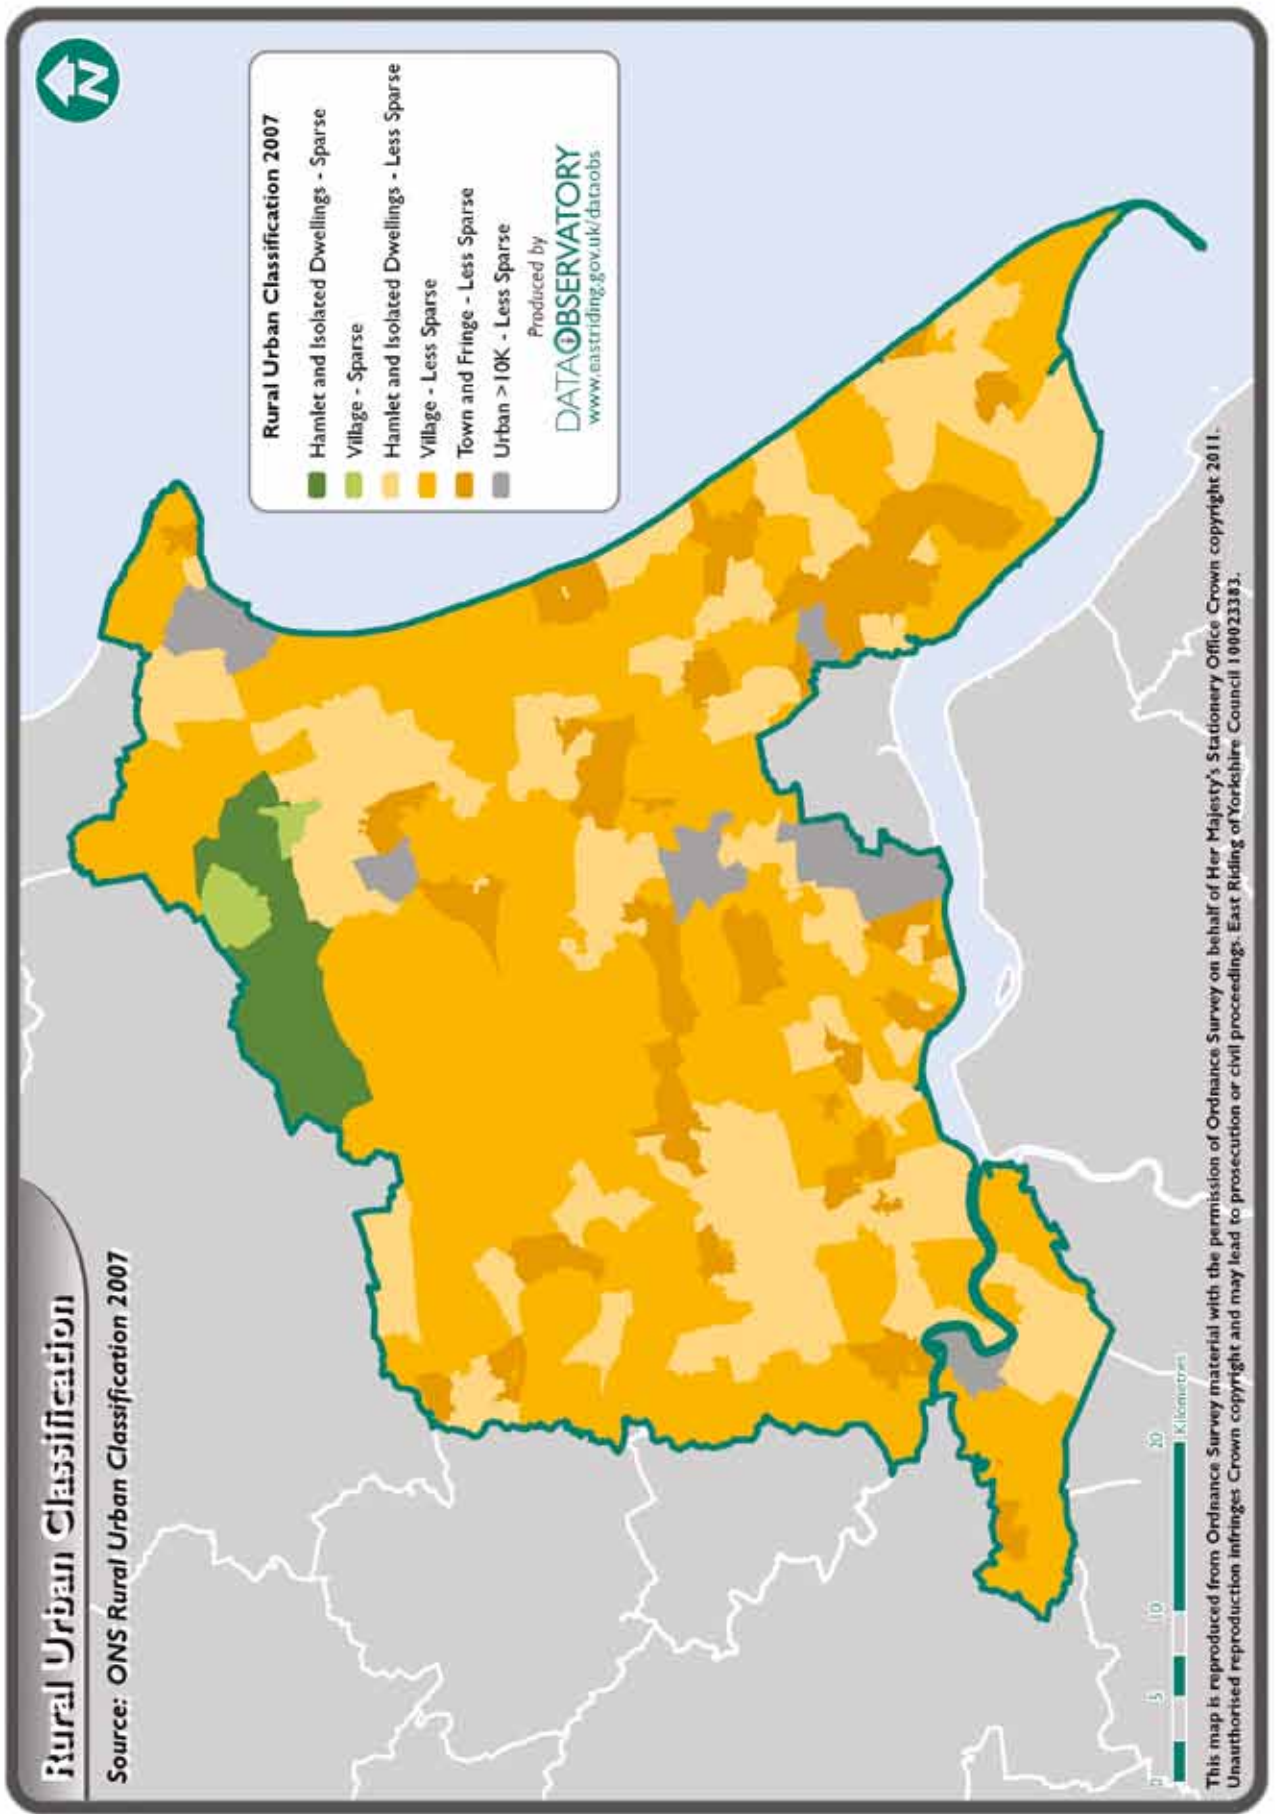 Rural Urban Classification
Source: ONS Rural Urban Classification 2007
N
Rural Urban Classification 2007
Hamlet and Isolated Dwellings - Sparse
Village - Sparse
Hamlet and Isolated Dwellings - Less Sparse
Village - Less Sparse
Town and Fringe - Less Sparse
Urban >10K - Less Sparse
Produced by
DATA OBSERVATORY
www.eastriding.gov.uk/dataobs
0 5 10 20
Kilometres
This map is reproduced from Ordnance Survey material with the permission of Ordnance Survey on behalf of Her Majesty's Stationery Office Crown copyright 2011.
Unauthorised reproduction infringes Crown copyright and may lead to prosecution or civil proceedings. East Riding of Yorkshire Council 100023383.